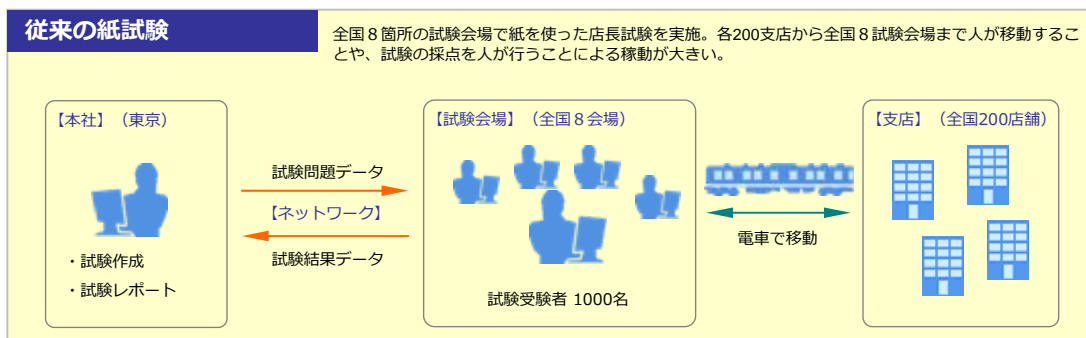 従来の紙試験
全国8箇所の試験会場で紙を使った店長試験を実施。各200支店から全国8試験会場まで人が移動するこ
とや、試験の採点を人が行うことによる稼動が大きい。
【本社】（東京）
・試験作成
・試験レポート
試験問題データ
【ネットワーク】
試験結果データ
【試験会場】（全国8会場）
試験受験者 1000名
電車で移動
【支店】（全国200店舗）